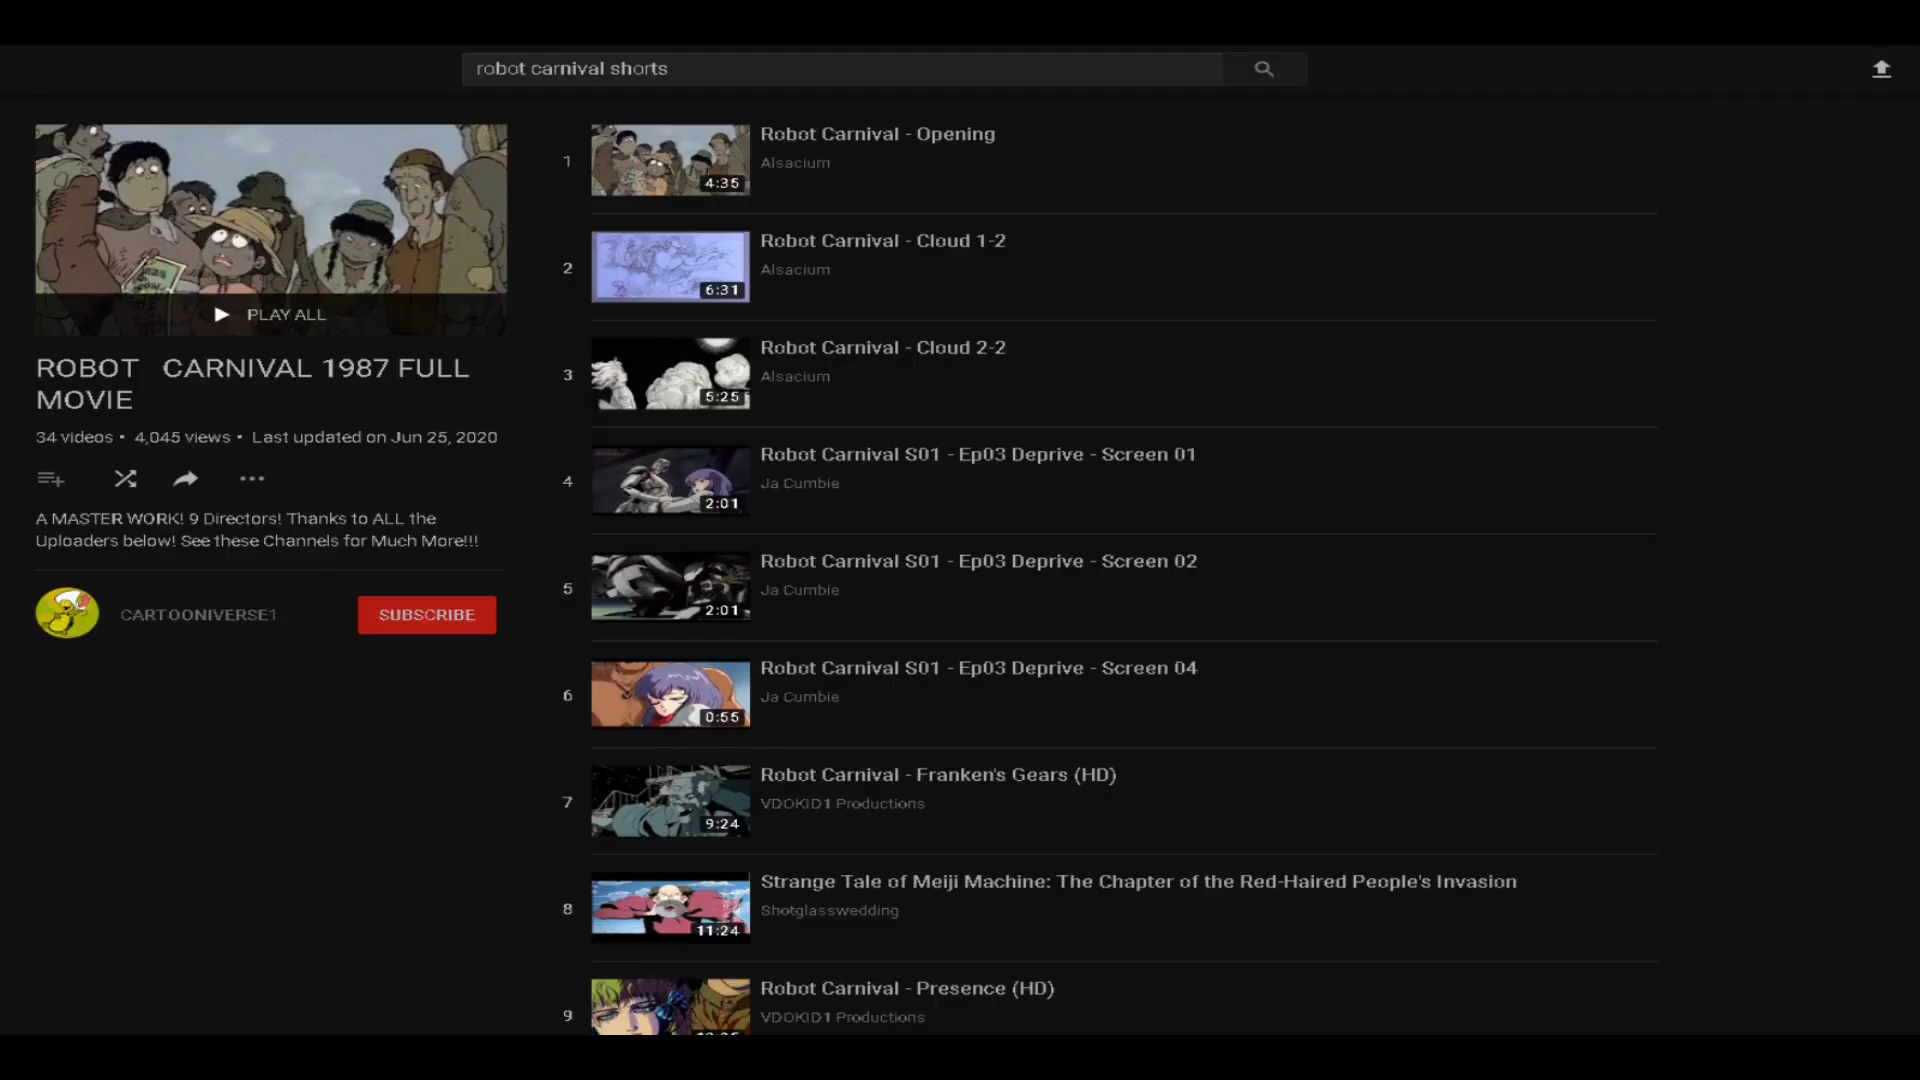 robot carnival shorts
PLAY ALL
ROBOT CARNIVAL 1987 FULL
MOVIE
34 videos • 4,045 views • Last updated on Jun 25, 2020
A MASTER WORK! 9 Directors! Thanks to ALL the
Uploaders below! See these Channels for Much More!!!
CARTOONIVERSE1
SUBSCRIBE
1
4:35
Robot Carnival - Opening
Alsacium
2
6:31
Robot Carnival - Cloud 1-2
Alsacium
3
5:25
Robot Carnival - Cloud 2-2
Alsacium
4
2:01
Robot Carnival S01 - Ep03 Deprive - Screen 01
Ja Cumbie
5
2:01
Robot Carnival S01 - Ep03 Deprive - Screen 02
Ja Cumbie
6
0:55
Robot Carnival S01 - Ep03 Deprive - Screen 04
Ja Cumbie
7
9:24
Robot Carnival - Franken's Gears (HD)
VDOKID1 Productions
8
11:24
Strange Tale of Meiji Machine: The Chapter of the Red-Haired People's Invasion
Shotglasswedding
9
Robot Carnival - Presence (HD)
VDOKID1 Productions